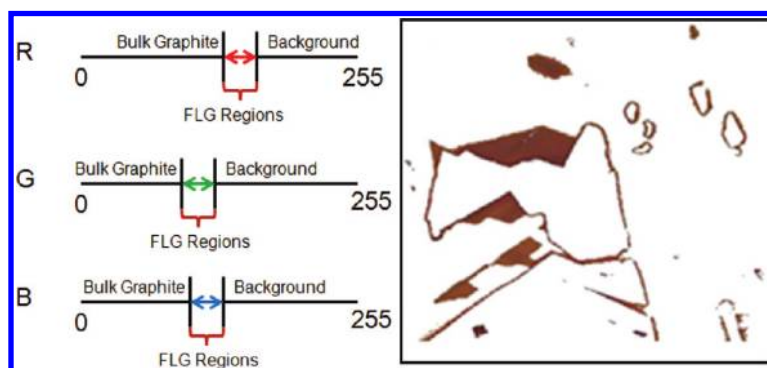 R
Bulk Graphite Background
0 255
FLG Regions
G
Bulk Graphite Background
0 255
FLG Regions
B
Bulk Graphite Background
0 255
FLG Regions